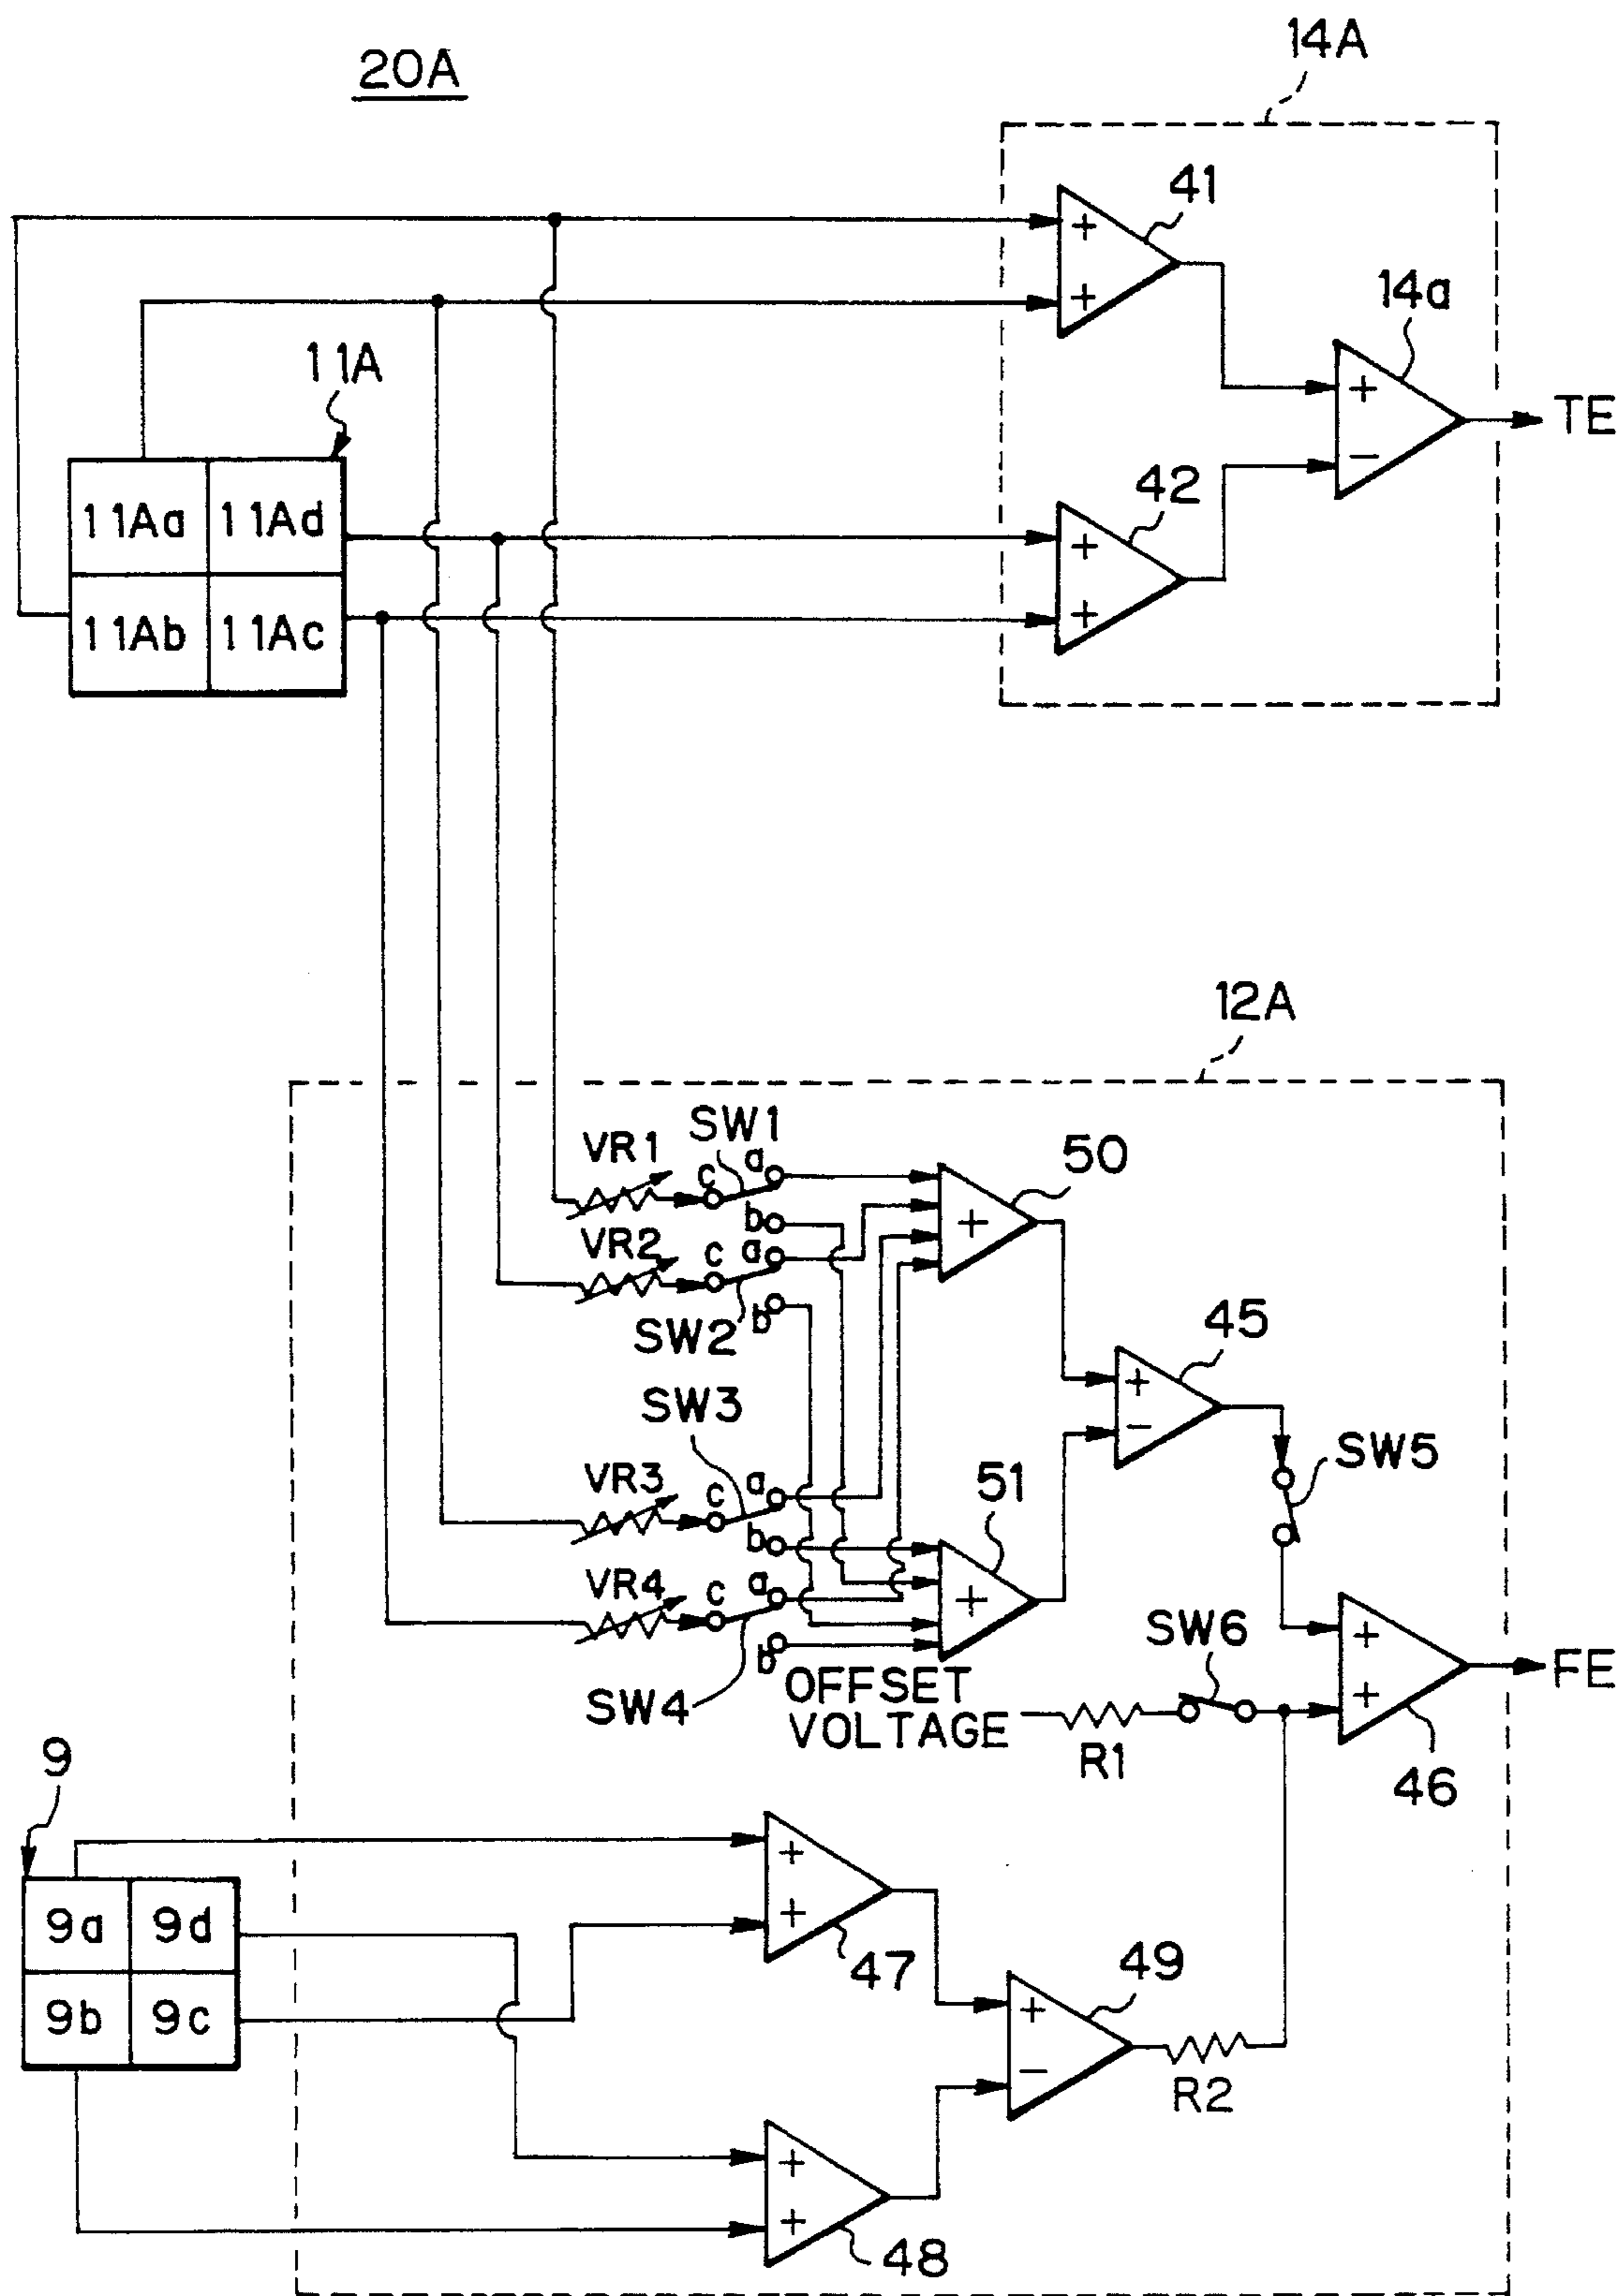 20A
14A
41
+
+
14a
+
−
TE
11A
11Aa 11Ad
11Ab 11Ac
42
+
+
12A
SW1
VR1 c a
b
50
+
VR2 c a
b
SW2
45
+
−
SW3
VR3 c a
b
SW5
51
+
VR4 c a
b
SW4
SW6
OFFSET
VOLTAGE
R1
+
+
FE
46
9
9a 9d
9b 9c
+
+
47
49
+
−
R2
+
+
48